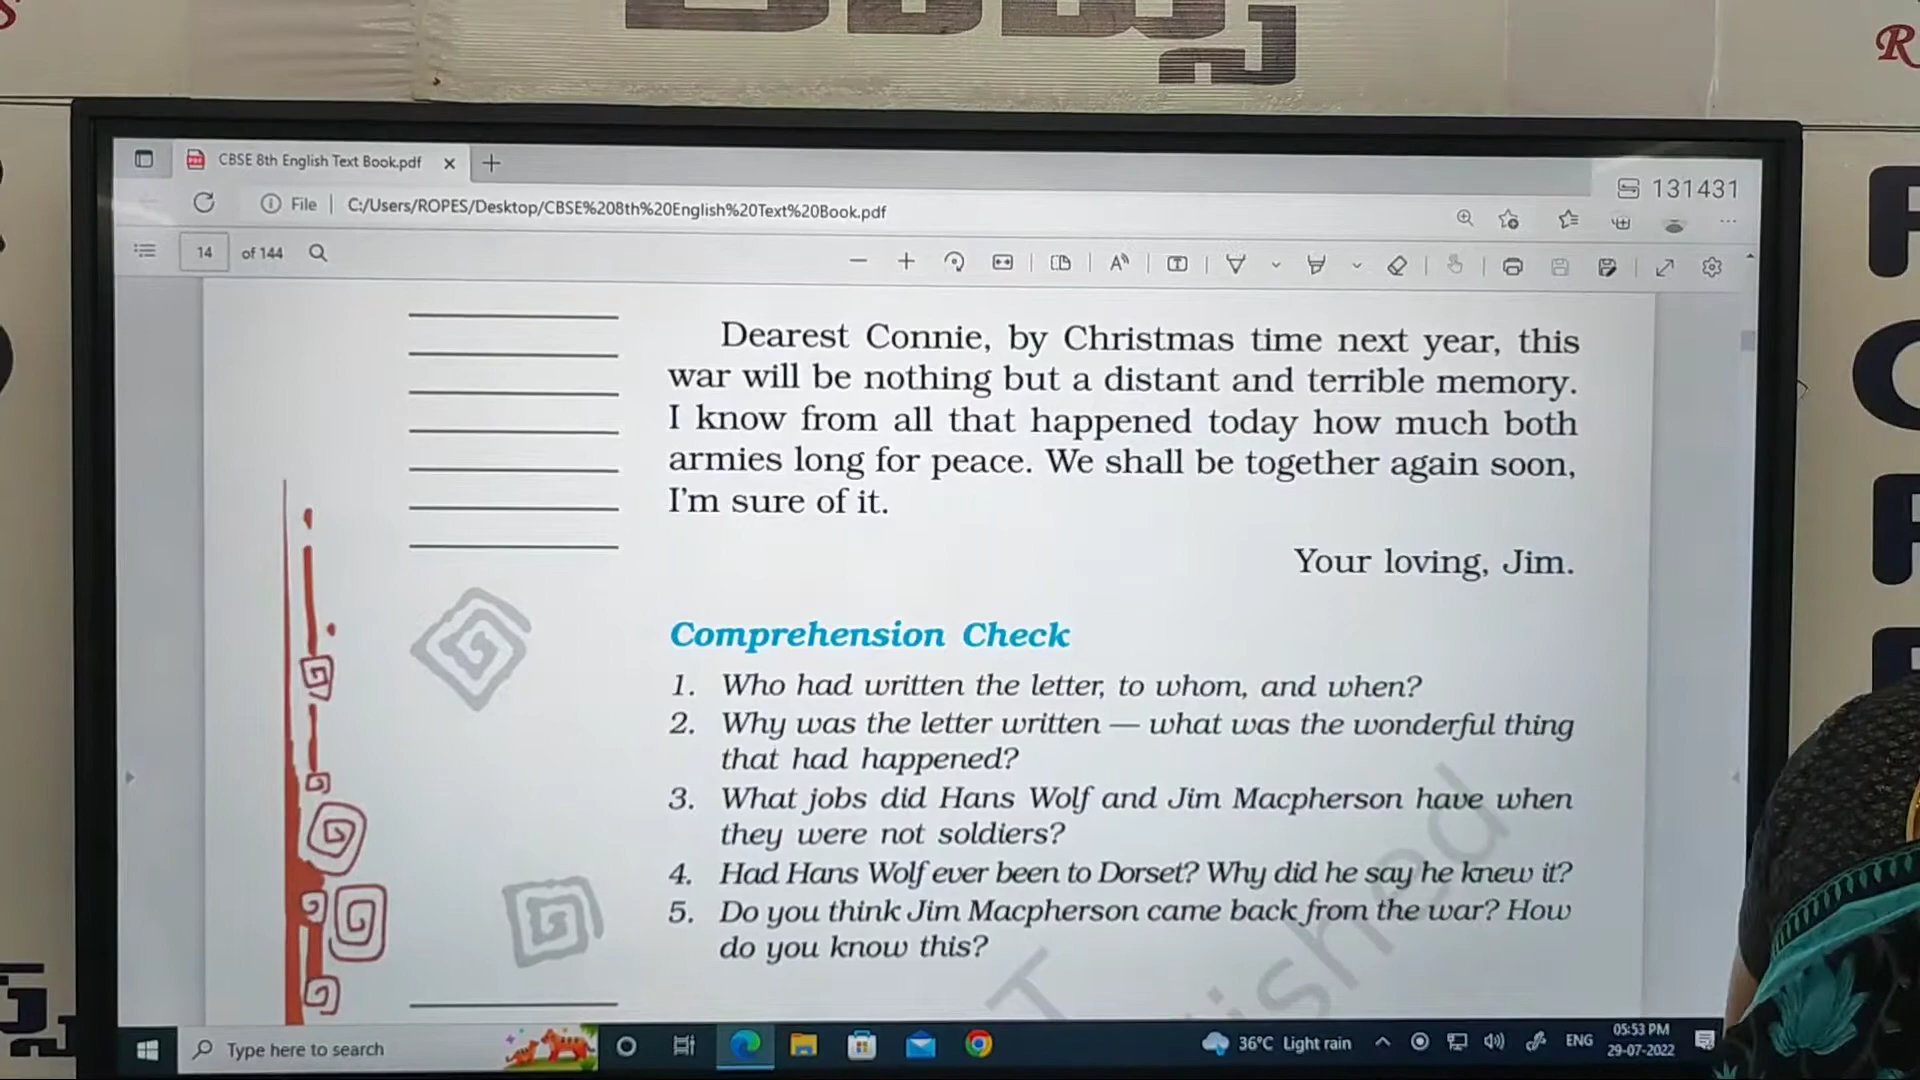 R
CBSE 8th English Text Book.pdf
131431
File | C:/Users/ROPES/Desktop/CBSE%208th%20English%20Text%20Book.pdf
14 of 144
Dearest Connie, by Christmas time next year, this
war will be nothing but a distant and terrible memory.
I know from all that happened today how much both
armies long for peace. We shall be together again soon,
I'm sure of it.
Your loving, Jim.
Comprehension Check
1. Who had written the letter, to whom, and when?
2. Why was the letter written — what was the wonderful thing
that had happened?
3. What jobs did Hans Wolf and Jim Macpherson have when
they were not soldiers?
4. Had Hans Wolf ever been to Dorset? Why did he say he knew it?
5. Do you think Jim Macpherson came back from the war? How
do you know this?
Type here to search
36°C Light rain
ENG
05:53 PM
29-07-2022